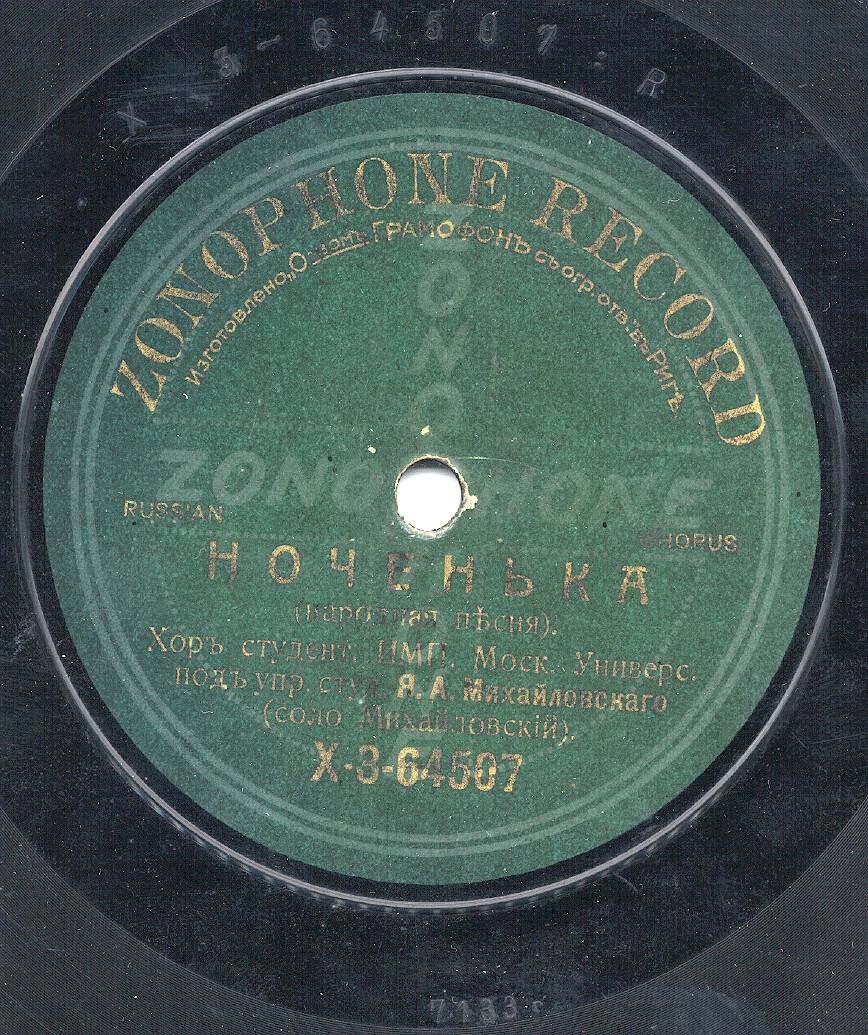 X 3-64507 R
ZONOPHONE RECORD
Изготовлено „О-вомъ ГРАМОФОНЪ съ огр. отв." въ Ригѣ
ZONOPHONE
ZONOPHONE
RUSSIAN CHORUS
НОЧЕНЬКА
(народная пѣсня).
Хоръ студент. ИМП. Моск. Универс.
подъ упр. студ. Я. А. Михайловскаго
(соло Михайловскій).
X-3-64507
7133 r